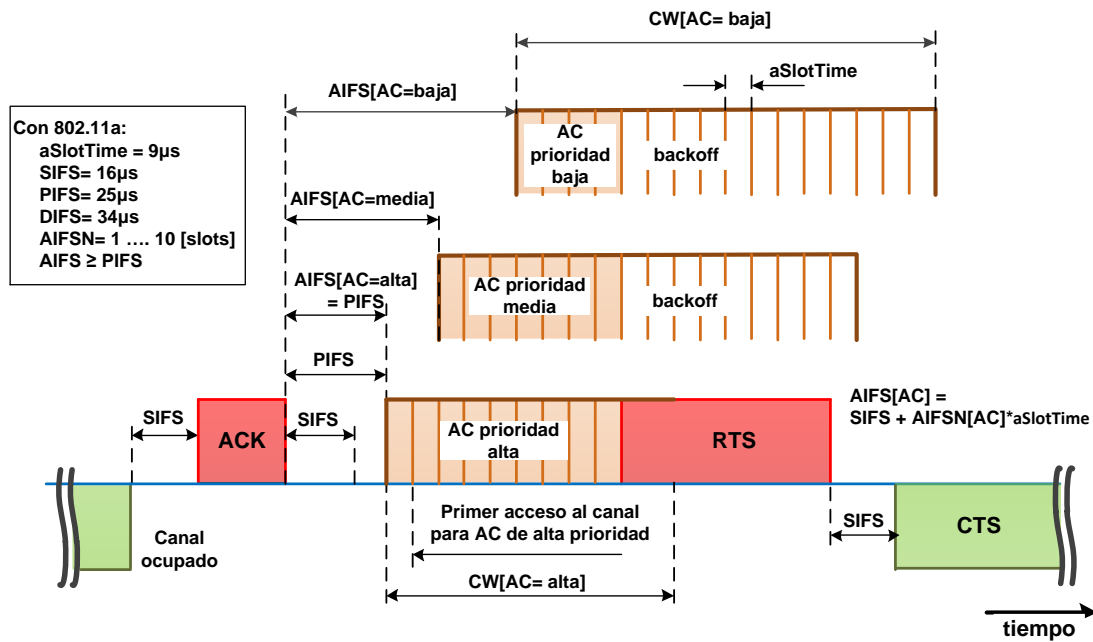 CW[AC= baja]
aSlotTime
AIFS[AC=baja]
Con 802.11a:
aSlotTime = 9µs
SIFS= 16µs
PIFS= 25µs
DIFS= 34µs
AIFSN= 1 .... 10 [slots]
AIFS ≥ PIFS
AC
prioridad
baja
backoff
AIFS[AC=media]
AC prioridad
media
backoff
AIFS[AC=alta]
= PIFS
PIFS
SIFS
ACK
SIFS
AC prioridad
alta
RTS
AIFS[AC] =
SIFS + AIFSN[AC]*aSlotTime
Canal
ocupado
Primer acceso al canal
para AC de alta prioridad
CW[AC= alta]
SIFS
CTS
tiempo